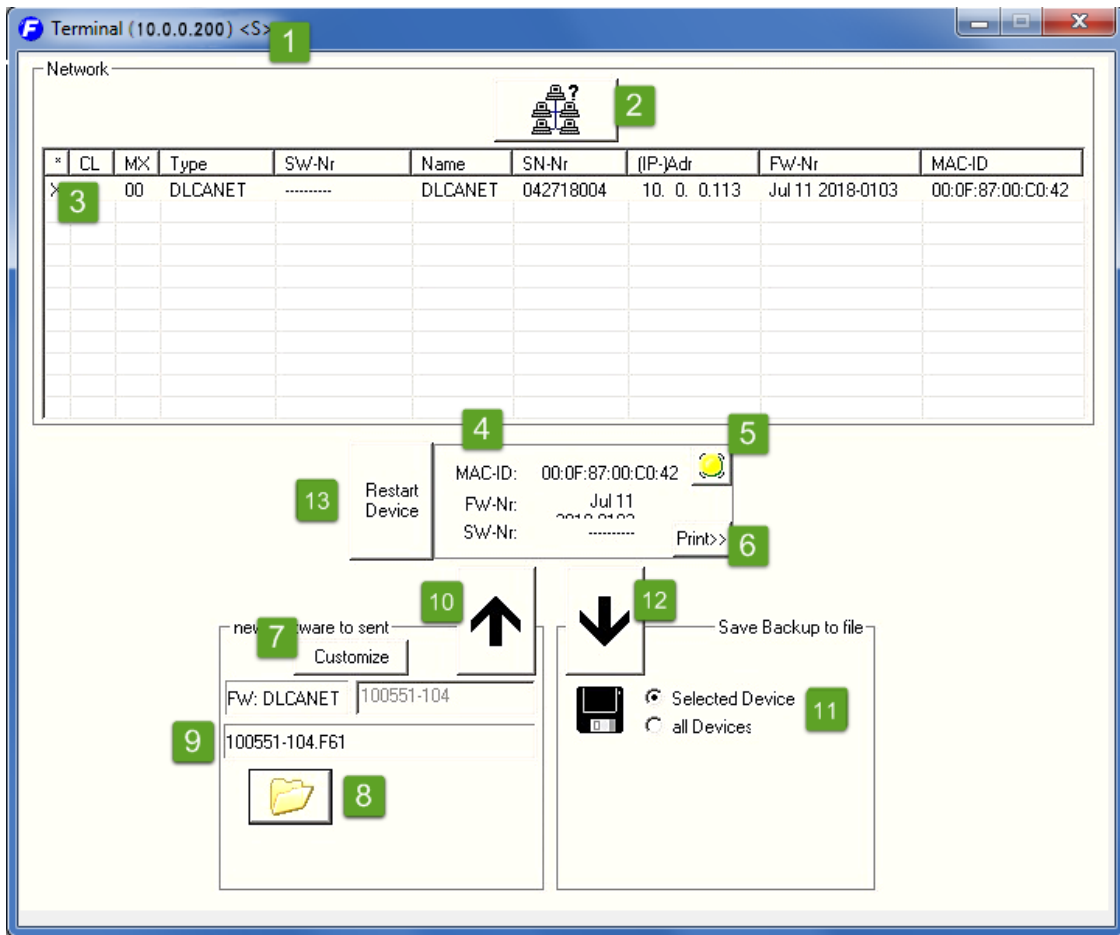 Terminal (10.0.0.200) <S>
1
Network
?
2
* CL MX Type SW-Nr Name SN-Nr (IP-)Adr FW-Nr MAC-ID
X 00 DLCANET --------- DLCANET 042718004 10. 0. 0.113 Jul 11 2018-0103 00:0F:87:00:C0:42
3
4
5
MAC-ID: 00:0F:87:00:C0:42
13
Restart
Device
FW-Nr: Jul 11
2018-0103
SW-Nr: ---------
Print>>
6
10
12
to sent
Save Backup to file
7
Customize
FW: DLCANET 100551-104
Selected Device
11
all Devices
9
100551-104.F61
8